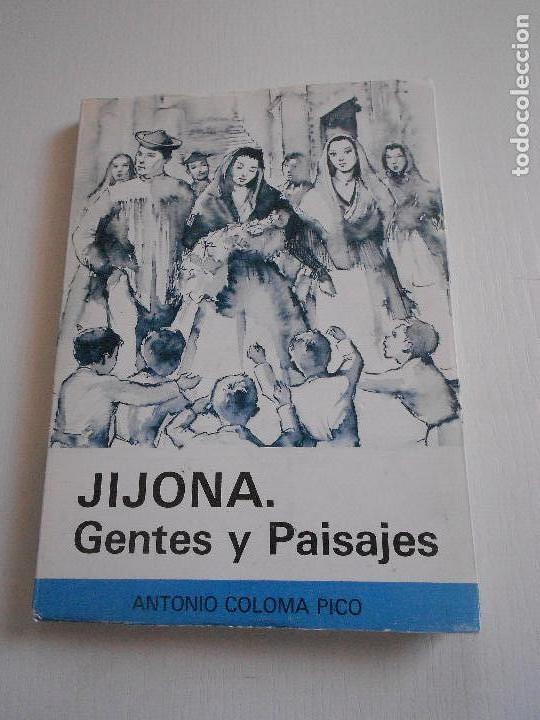 todocoleccion
JIJONA.
Gentes y Paisajes
ANTONIO COLOMA PICO